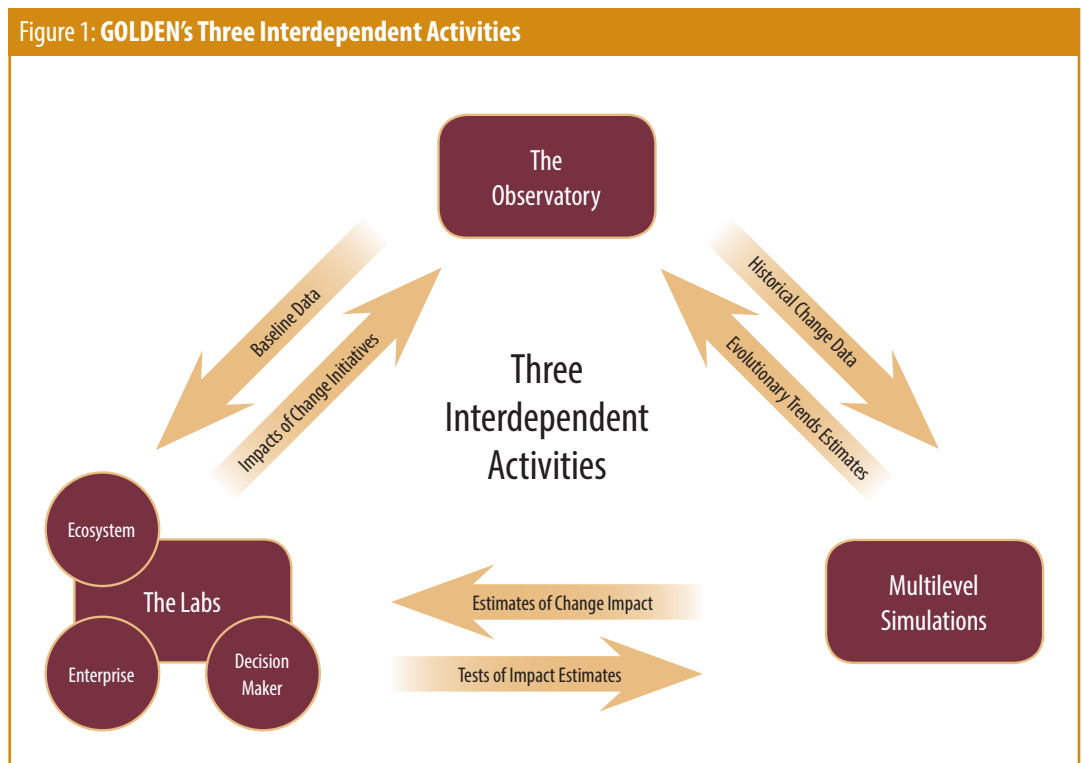 Figure 1: GOLDEN's Three Interdependent Activities
The
Observatory
Baseline Data
Impacts of Change Initiatives
Historical Change Data
Evolutionary Trends Estimates
Three
Interdependent
Activities
Ecosystem
The Labs
Enterprise
Decision
Maker
Estimates of Change Impact
Tests of Impact Estimates
Multilevel
Simulations